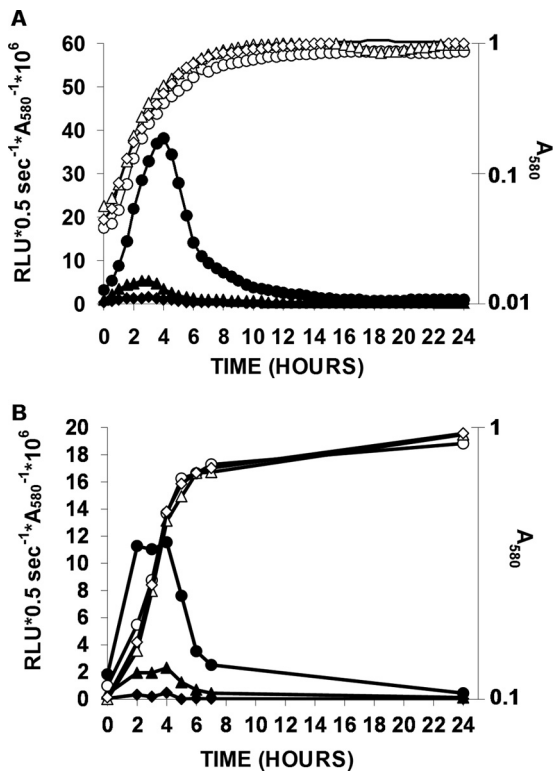 A
60 50 40 30 20 10 0
RLU*0.5 sec⁻¹*A₅₈₀⁻¹*10⁶
1 0.1 0.01
A₅₈₀
0 2 4 6 8 10 12 14 16 18 20 22 24
TIME (HOURS)
B
20 18 16 14 12 10 8 6 4 2 0
RLU*0.5 sec⁻¹*A₅₈₀⁻¹*10⁶
1 0.1
A₅₈₀
0 2 4 6 8 10 12 14 16 18 20 22 24
TIME (HOURS)